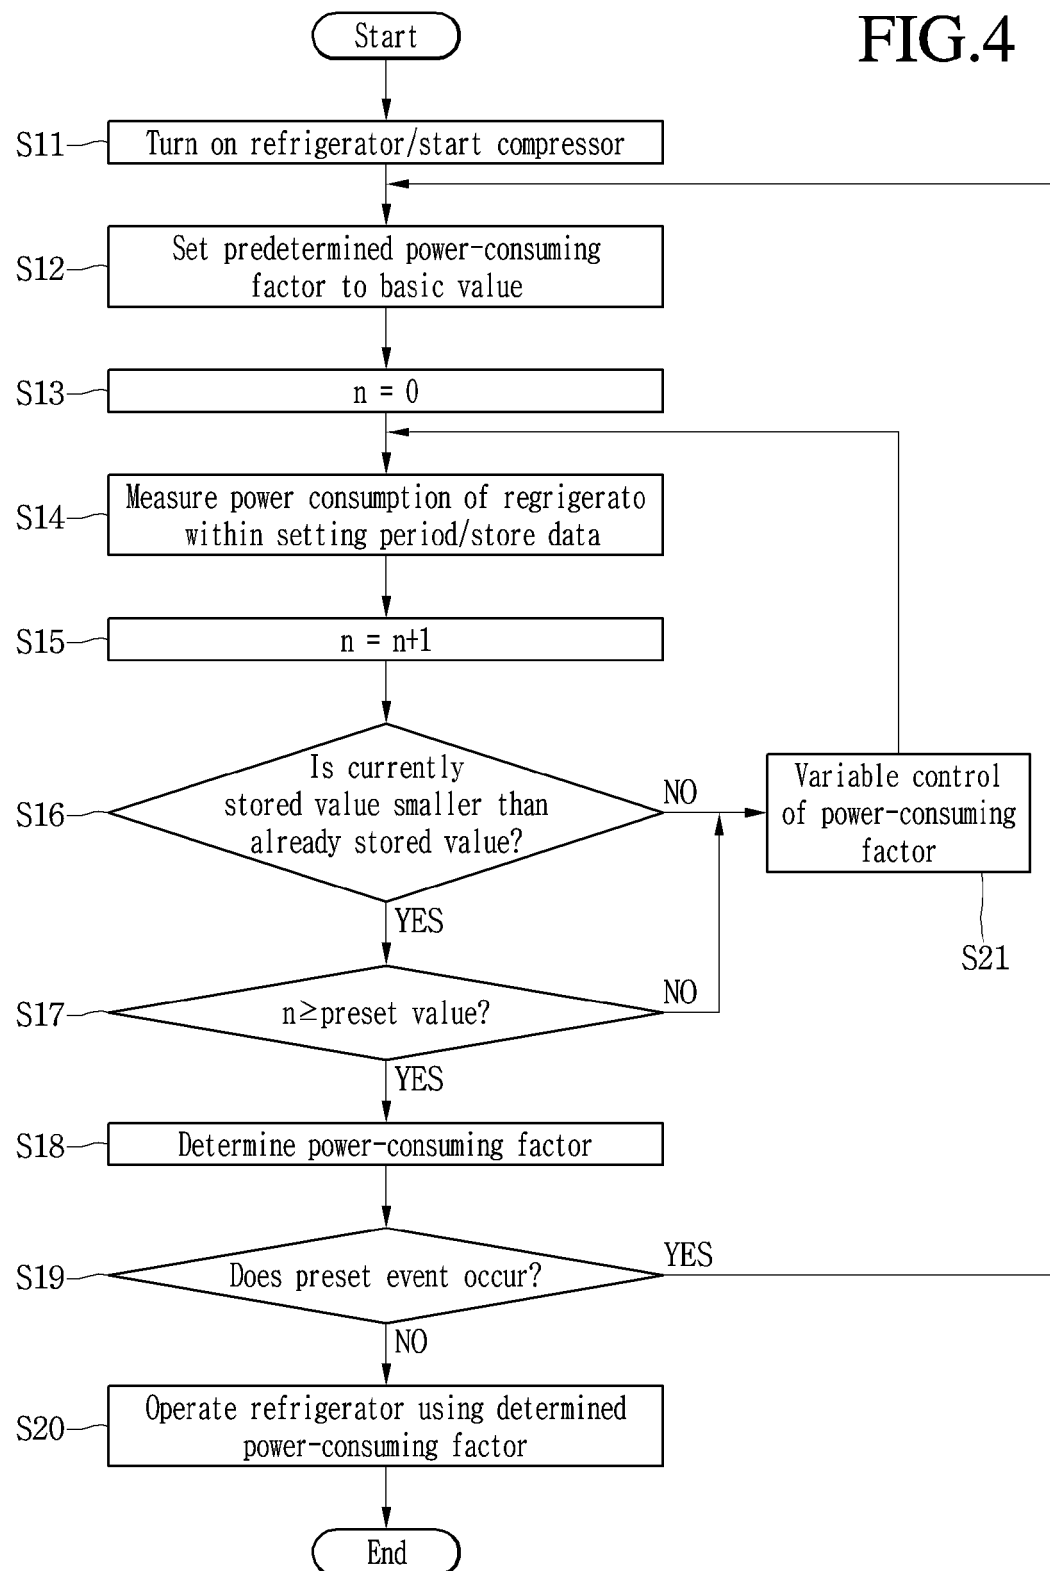 FIG.4
Start
S11
Turn on refrigerator/start compressor
S12
Set predetermined power-consuming
factor to basic value
S13
n = 0
S14
Measure power consumption of regrigerato
within setting period/store data
S15
n = n+1
S16
Is currently
stored value smaller than
already stored value?
NO
Variable control
of power-consuming
factor
S21
YES
S17
n≥preset value?
NO
YES
S18
Determine power-consuming factor
S19
Does preset event occur?
YES
NO
S20
Operate refrigerator using determined
power-consuming factor
End